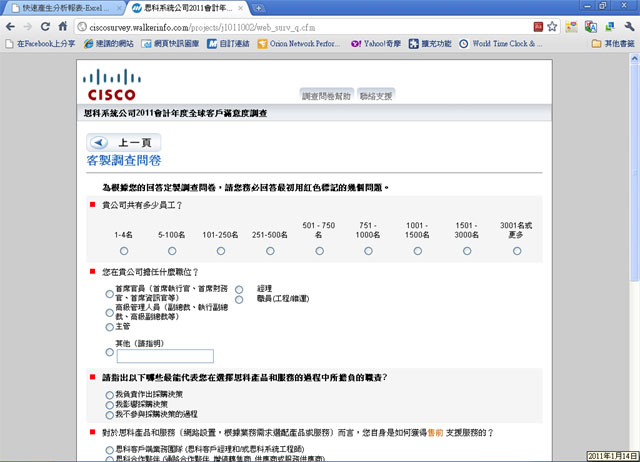 快速產生分析報表-Excel ...
思科系統公司2011會計年...
ciscosurvey.walkerinfo.com/projects/j1011002/web_surv_q.cfm
在Facebook上分享
建議的網站
網頁快訊圖庫
自訂連結
Orion Network Perfor...
Yahoo!奇摩
擴充功能
World Time Clock & ...
其他書籤
CISCO
調查問卷幫助
聯絡支援
思科系統公司2011會計年度全球客戶滿意度調查
上一頁
客製調查問卷
為根據您的回答定製調查問卷，請您務必回答最初用紅色標記的幾個問題。
貴公司共有多少員工？
1-4名
5-100名
101-250名
251-500名
501 - 750名
751 - 1000名
1001 - 1500名
1501 - 3000名
3001名或更多
您在貴公司擔任什麼職位？
首席官員（首席執行官、首席財務
官、首席資訊官等）
高級管理人員（副總裁、執行副總
裁、高級副總裁等）
主管
其他（請指明）
經理
職員(工程/維運)
請指出以下哪些最能代表您在選擇思科產品和服務的過程中所擔負的職責?
我負責作出採購決策
我影響採購決策
我不參與採購決策的過程
對於思科產品和服務（網路設置，根據業務需求選配產品或服務）而言，您自身是如何獲得售前 支援服務的？
思科客戶端業務團隊 (思科客戶經理和/或思科系統工程師)
思科合作夥伴 (通路合作夥伴, 增值轉售商, 供應商或服務供應商)
2011年1月14日